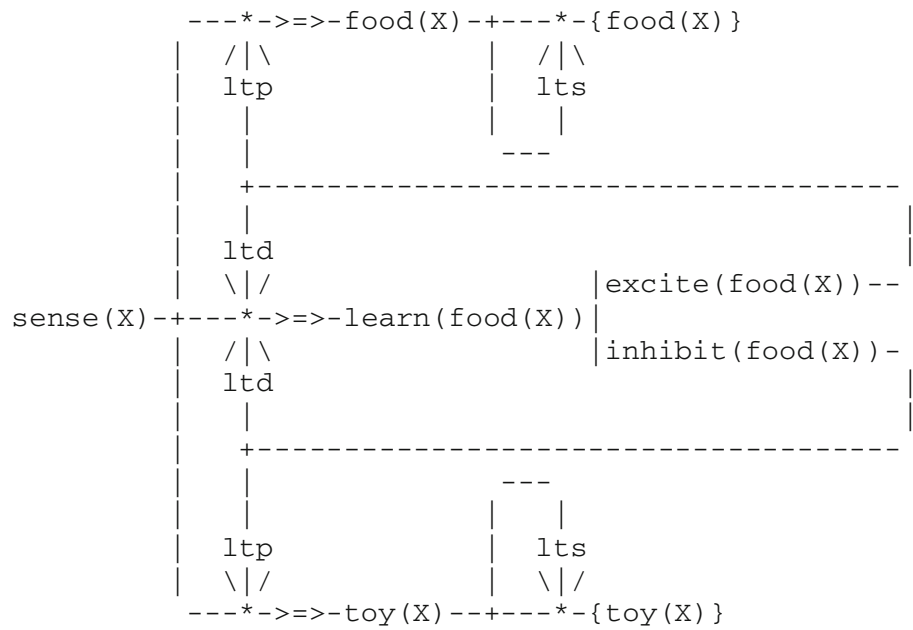 ---*->=>-food(X)-+---*-{food(X)}
|  /|\            |  /|\
|  ltp            |  lts
|   |             |   |
|   |              ---
|   +--------------------------------------
|   |                                      |
|  ltd                                     |
|  \|/                   |excite(food(X))--
sense(X)-+---*->=>-learn(food(X))|
|  /|\                   |inhibit(food(X))-
|  ltd                                     |
|   |                                      |
|   +--------------------------------------
|   |              ---
|   |             |   |
|  ltp            |  lts
|  \|/            |  \|/
---*->=>-toy(X)--+---*-{toy(X)}